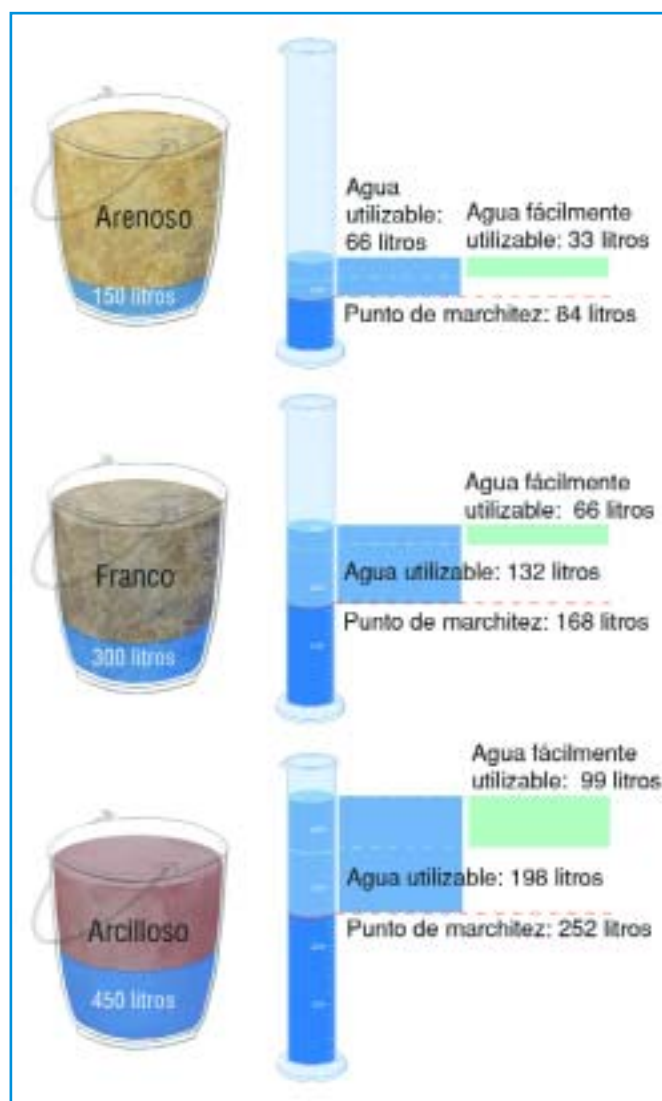 Arenoso
150 litros
Agua
utilizable:
66 litros
Agua fácilmente
utilizable: 33 litros
Punto de marchitez: 84 litros
Franco
300 litros
Agua fácilmente
utilizable: 66 litros
Agua utilizable: 132 litros
Punto de marchitez: 168 litros
Arcilloso
450 litros
Agua fácilmente
utilizable: 99 litros
Agua utilizable: 198 litros
Punto de marchitez: 252 litros